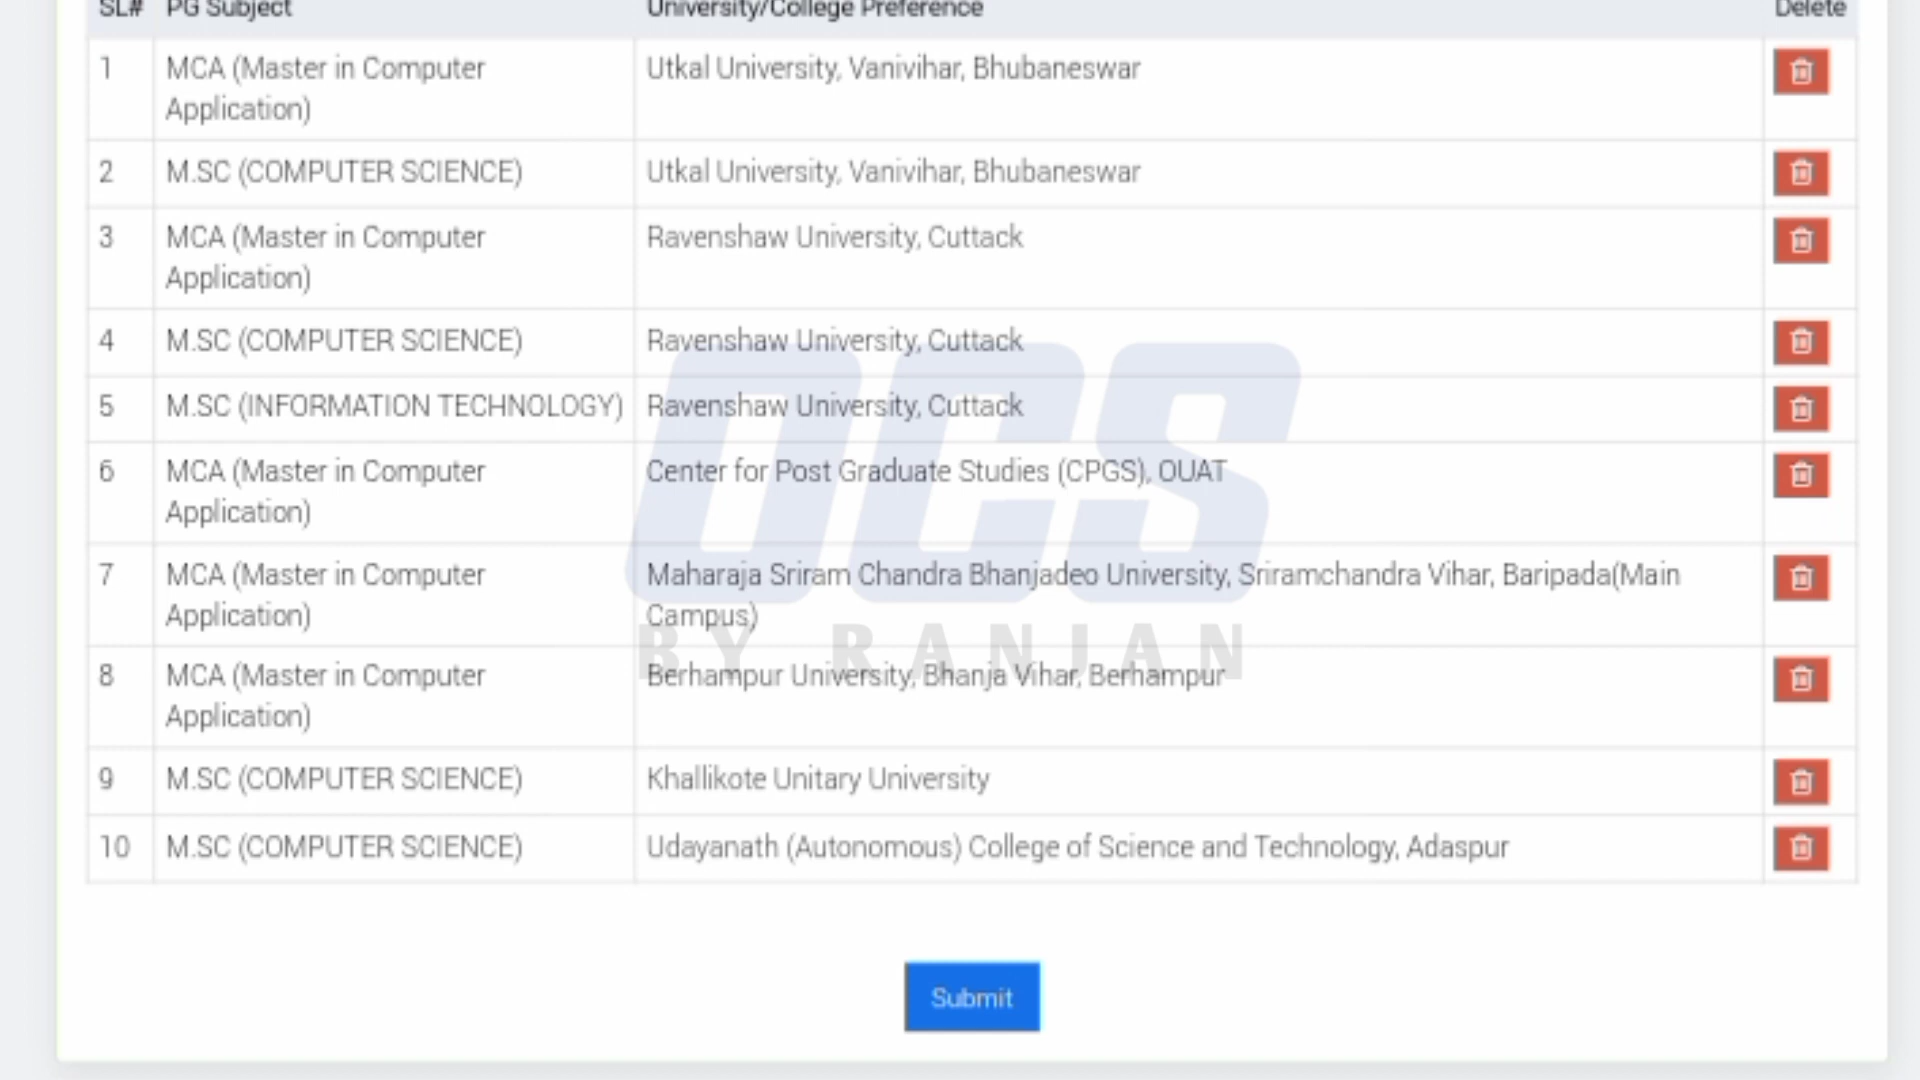 SL# PG Subject University/College Preference Delete
1 MCA (Master in Computer Utkal University, Vanivihar, Bhubaneswar
Application)
2 M.SC (COMPUTER SCIENCE) Utkal University, Vanivihar, Bhubaneswar
3 MCA (Master in Computer Ravenshaw University, Cuttack
Application)
4 M.SC (COMPUTER SCIENCE) Ravenshaw University, Cuttack
5 M.SC (INFORMATION TECHNOLOGY) Ravenshaw University, Cuttack
6 MCA (Master in Computer Center for Post Graduate Studies (CPGS), OUAT
Application)
7 MCA (Master in Computer Maharaja Sriram Chandra Bhanjadeo University, Sriramchandra Vihar, Baripada(Main
Application) Campus)
8 MCA (Master in Computer Berhampur University, Bhanja Vihar, Berhampur
Application)
9 M.SC (COMPUTER SCIENCE) Khallikote Unitary University
10 M.SC (COMPUTER SCIENCE) Udayanath (Autonomous) College of Science and Technology, Adaspur
Submit
OCS
BY RANJAN